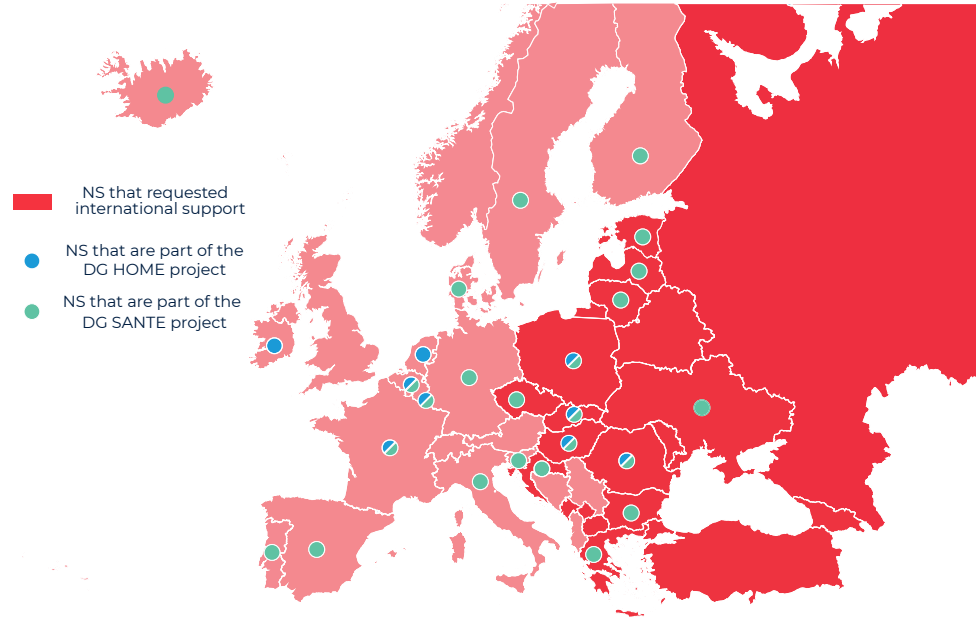 NS that requested
international support
NS that are part of the
DG HOME project
NS that are part of the
DG SANTE project